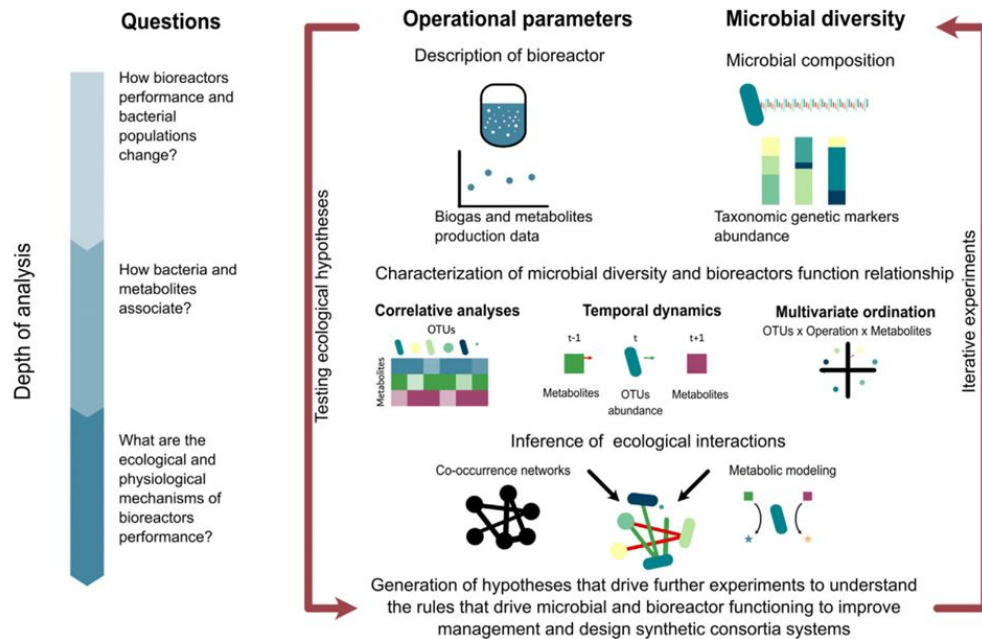 Questions
Operational parameters
Microbial diversity
Depth of analysis
How bioreactors
performance and
bacterial
populations
change?
How bacteria and
metabolites
associate?
What are the
ecological and
physiological
mechanisms of
bioreactors
performance?
Testing ecological hypotheses
Description of bioreactor
Biogas and metabolites
production data
Microbial composition
Taxonomic genetic markers
abundance
Characterization of microbial diversity and bioreactors function relationship
Correlative analyses
OTUs
Metabolites
Temporal dynamics
t-1
t
t+1
Metabolites
OTUs
abundance
Metabolites
Multivariate ordination
OTUs x Operation x Metabolites
Inference of ecological interactions
Co-occurrence networks
Metabolic modeling
Generation of hypotheses that drive further experiments to understand
the rules that drive microbial and bioreactor functioning to improve
management and design synthetic consortia systems
Iterative experiments